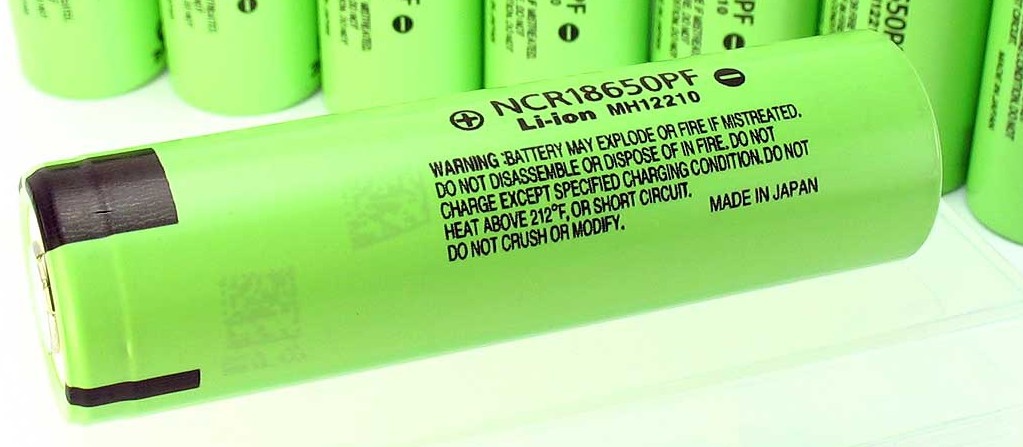 ⊕ NCR18650PF ⊖
Li-ion MH12210
WARNING :BATTERY MAY EXPLODE OR FIRE IF MISTREATED.
DO NOT DISASSEMBLE OR DISPOSE OF IN FIRE. DO NOT
CHARGE EXCEPT SPECIFIED CHARGING CONDITION. DO NOT
HEAT ABOVE 212°F, OR SHORT CIRCUIT.
DO NOT CRUSH OR MODIFY.
MADE IN JAPAN